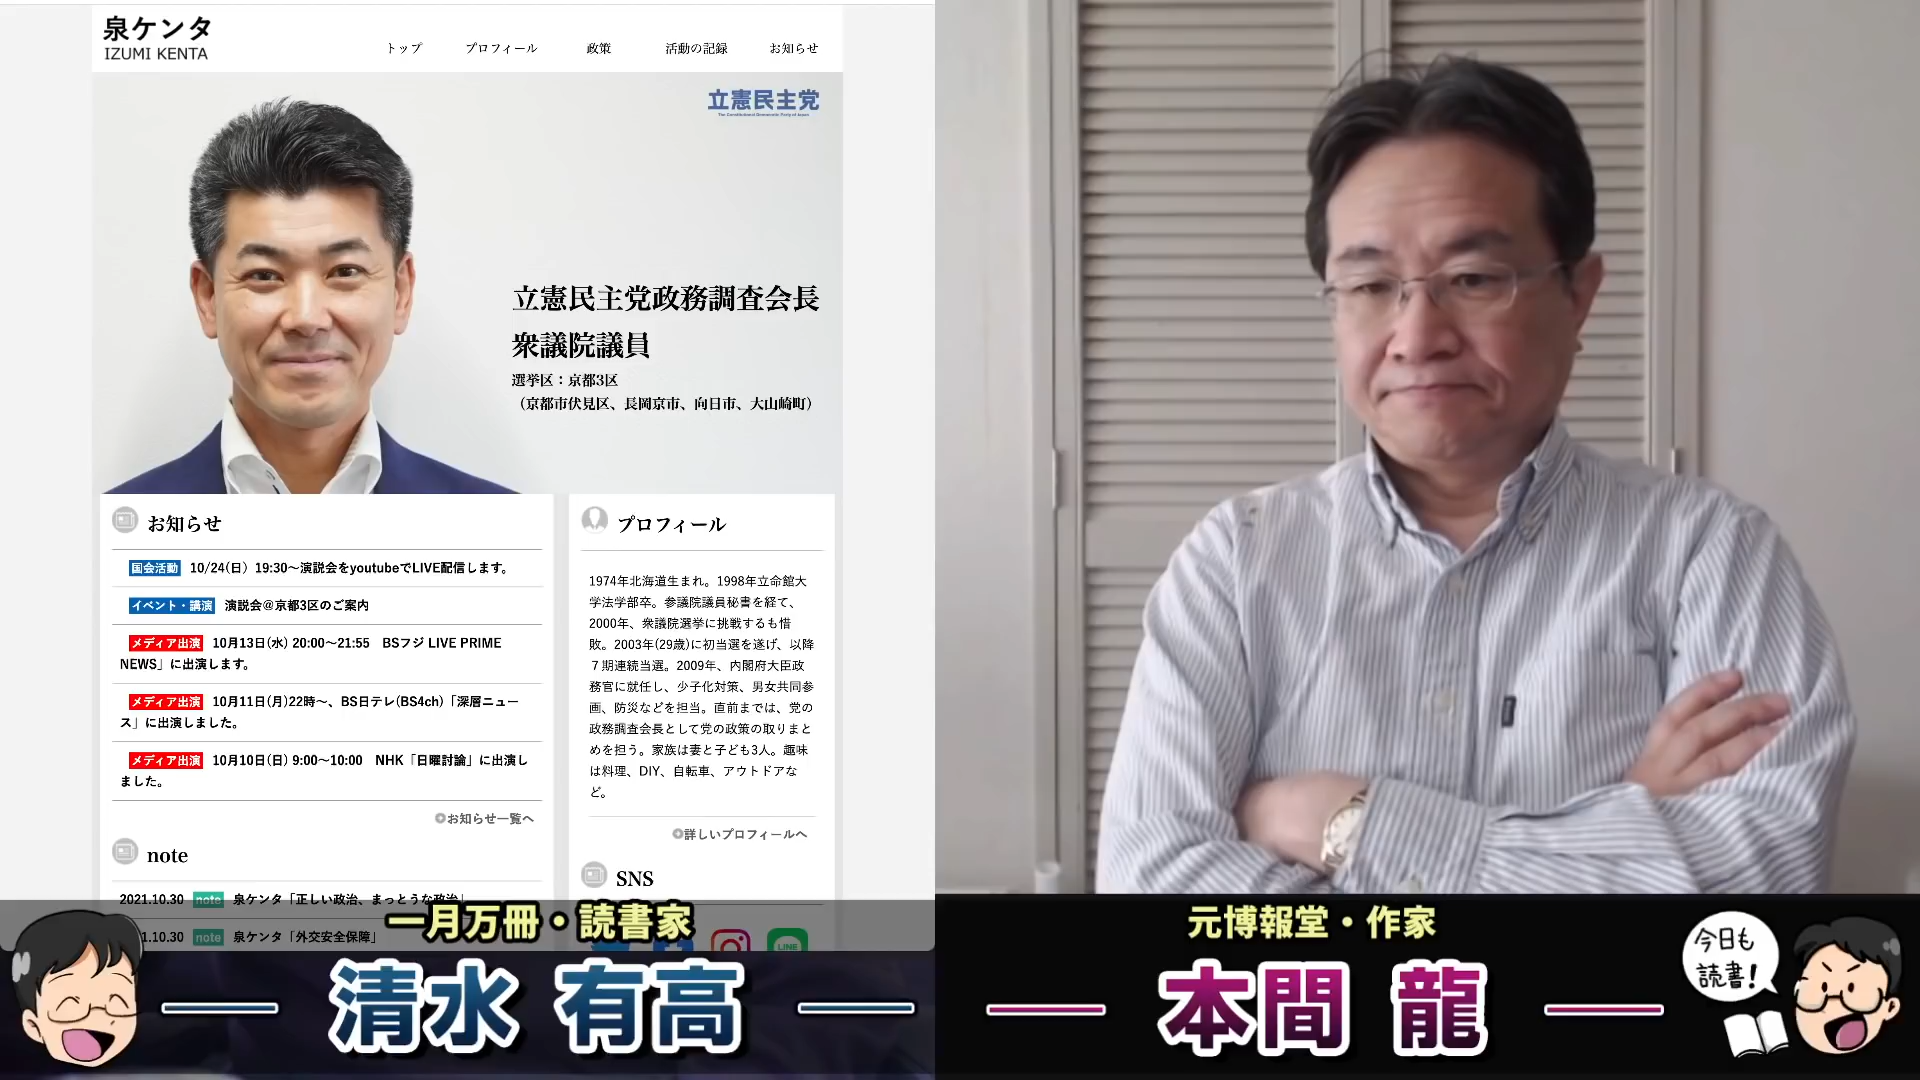 泉ケンタ
IZUMI KENTA
トップ
プロフィール
政策
活動の記録
お知らせ
立憲民主党
The Constitutional Democratic Party of Japan
立憲民主党政務調査会長
衆議院議員
選挙区：京都3区
（京都市伏見区、長岡京市、向日市、大山崎町）
お知らせ
国会活動 10/24(日) 19:30〜演説会をyoutubeでLIVE配信します。
イベント・講演 演説会@京都3区のご案内
メディア出演 10月13日(水) 20:00〜21:55 BSフジ LIVE PRIME
NEWS」に出演します。
メディア出演 10月11日(月)22時〜、BS日テレ(BS4ch)「深層ニュー
ス」に出演しました。
メディア出演 10月10日(日) 9:00〜10:00 NHK「日曜討論」に出演し
ました。
お知らせ一覧へ
note
2021.10.30 note 泉ケンタ「正しい政治、まっとうな政治」
1.10.30 note 泉ケンタ「外交安全保障」
プロフィール
1974年北海道生まれ。1998年立命館大
学法学部卒。参議院議員秘書を経て、
2000年、衆議院選挙に挑戦するも惜
敗。2003年(29歳)に初当選を遂げ、以降
７期連続当選。2009年、内閣府大臣政
務官に就任し、少子化対策、男女共同参
画、防災などを担当。直前までは、党の
政務調査会長として党の政策の取りまと
めを担う。家族は妻と子ども3人。趣味
は料理、DIY、自転車、アウトドアな
ど。
詳しいプロフィールへ
SNS
LINE
一月万冊・読書家
清水 有高
元博報堂・作家
本間 龍
今日も
読書!